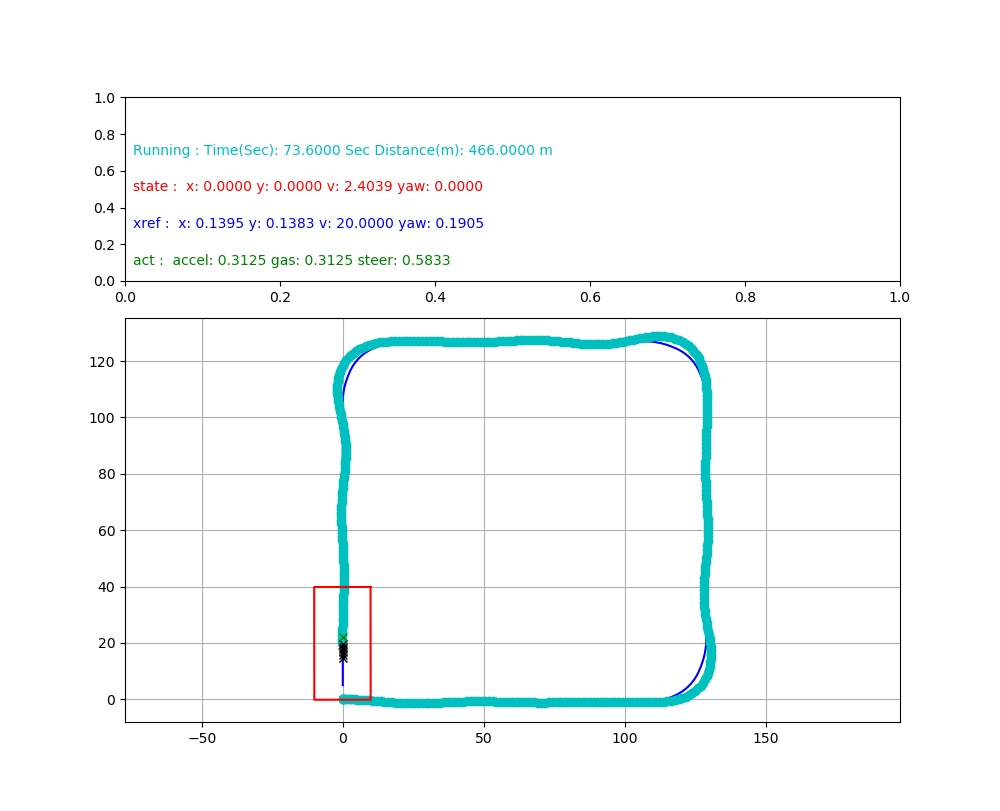 1.0
0.8
Running : Time(Sec): 73.6000 Sec Distance(m): 466.0000 m
0.6
state :  x: 0.0000 y: 0.0000 v: 2.4039 yaw: 0.0000
0.4
xref :  x: 0.1395 y: 0.1383 v: 20.0000 yaw: 0.1905
0.2
act :  accel: 0.3125 gas: 0.3125 steer: 0.5833
0.0
0.0 0.2 0.4 0.6 0.8 1.0
120
100
80
60
40
20
0
−50 0 50 100 150